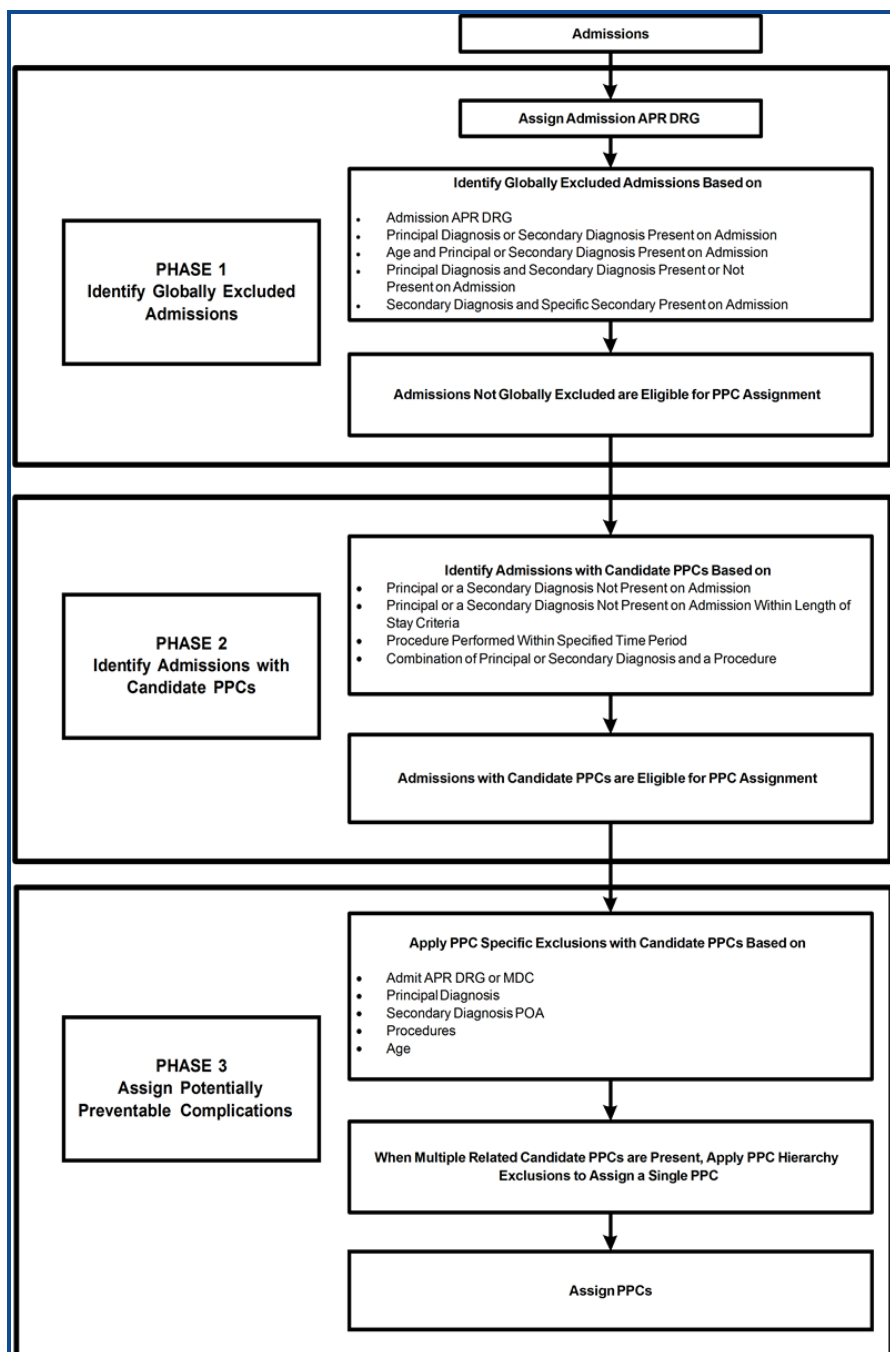 Admissions
Assign Admission APR DRG
PHASE 1
Identify Globally Excluded
Admissions
Identify Globally Excluded Admissions Based on
• Admission APR DRG
• Principal Diagnosis or Secondary Diagnosis Present on Admission
• Age and Principal or Secondary Diagnosis Present on Admission
• Principal Diagnosis and Secondary Diagnosis Present or Not
Present on Admission
• Secondary Diagnosis and Specific Secondary Present on Admission
Admissions Not Globally Excluded are Eligible for PPC Assignment
PHASE 2
Identify Admissions with
Candidate PPCs
Identify Admissions with Candidate PPCs Based on
• Principal or a Secondary Diagnosis Not Present on Admission
• Principal or a Secondary Diagnosis Not Present on Admission Within Length of
Stay Criteria
• Procedure Performed Within Specified Time Period
• Combination of Principal or Secondary Diagnosis and a Procedure
Admissions with Candidate PPCs are Eligible for PPC Assignment
PHASE 3
Assign Potentially
Preventable Complications
Apply PPC Specific Exclusions with Candidate PPCs Based on
• Admit APR DRG or MDC
• Principal Diagnosis
• Secondary Diagnosis POA
• Procedures
• Age
When Multiple Related Candidate PPCs are Present, Apply PPC Hierarchy
Exclusions to Assign a Single PPC
Assign PPCs